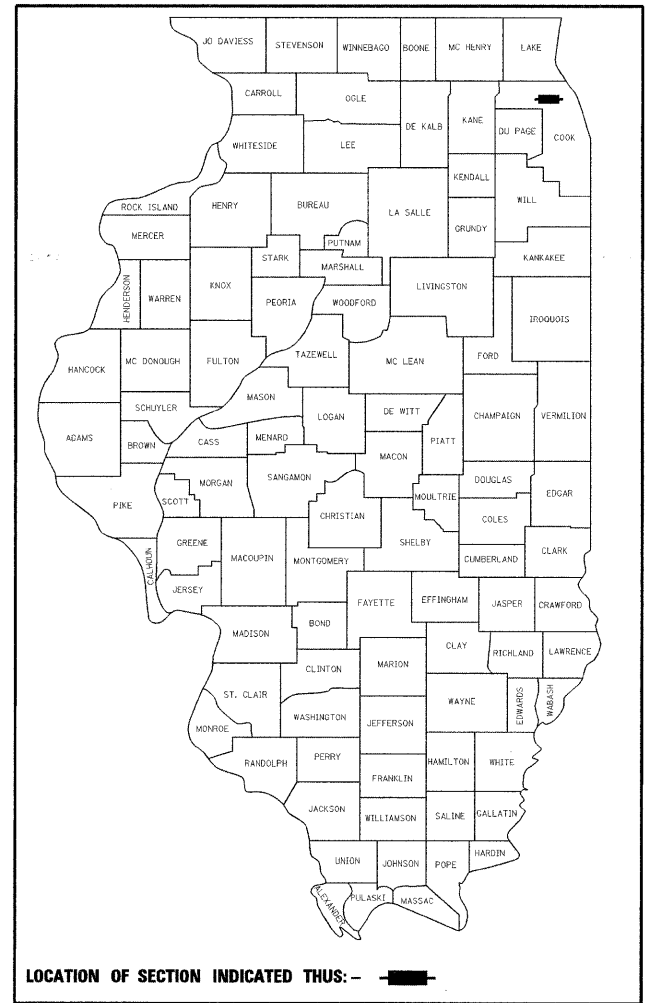 JO DAVIESS
STEVENSON
WINNEBAGO
BOONE
MC HENRY
LAKE
CARROLL
OGLE
DE KALB
KANE
DU PAGE
COOK
WHITESIDE
LEE
KENDALL
WILL
ROCK ISLAND
HENRY
BUREAU
LA SALLE
GRUNDY
MERCER
PUTNAM
KANKAKEE
STARK
MARSHALL
HENDERSON
WARREN
KNOX
PEORIA
WOODFORD
LIVINGSTON
IROQUOIS
HANCOCK
MC DONOUGH
FULTON
TAZEWELL
MC LEAN
FORD
MASON
SCHUYLER
LOGAN
DE WITT
CHAMPAIGN
VERMILION
ADAMS
BROWN
CASS
MENARD
PIATT
MACON
MORGAN
SANGAMON
DOUGLAS
EDGAR
PIKE
SCOTT
MOULTRIE
CHRISTIAN
COLES
GREENE
SHELBY
CALHOUN
MACOUPIN
MONTGOMERY
CUMBERLAND
CLARK
JERSEY
FAYETTE
EFFINGHAM
JASPER
CRAWFORD
BOND
MADISON
CLAY
RICHLAND
LAWRENCE
MARION
CLINTON
ST. CLAIR
WAYNE
EDWARDS
WABASH
WASHINGTON
JEFFERSON
MONROE
RANDOLPH
PERRY
HAMILTON
WHITE
FRANKLIN
JACKSON
WILLIAMSON
SALINE
GALLATIN
UNION
JOHNSON
POPE
HARDIN
ALEXANDER
PULASKI
MASSAC
LOCATION OF SECTION INDICATED THUS: –